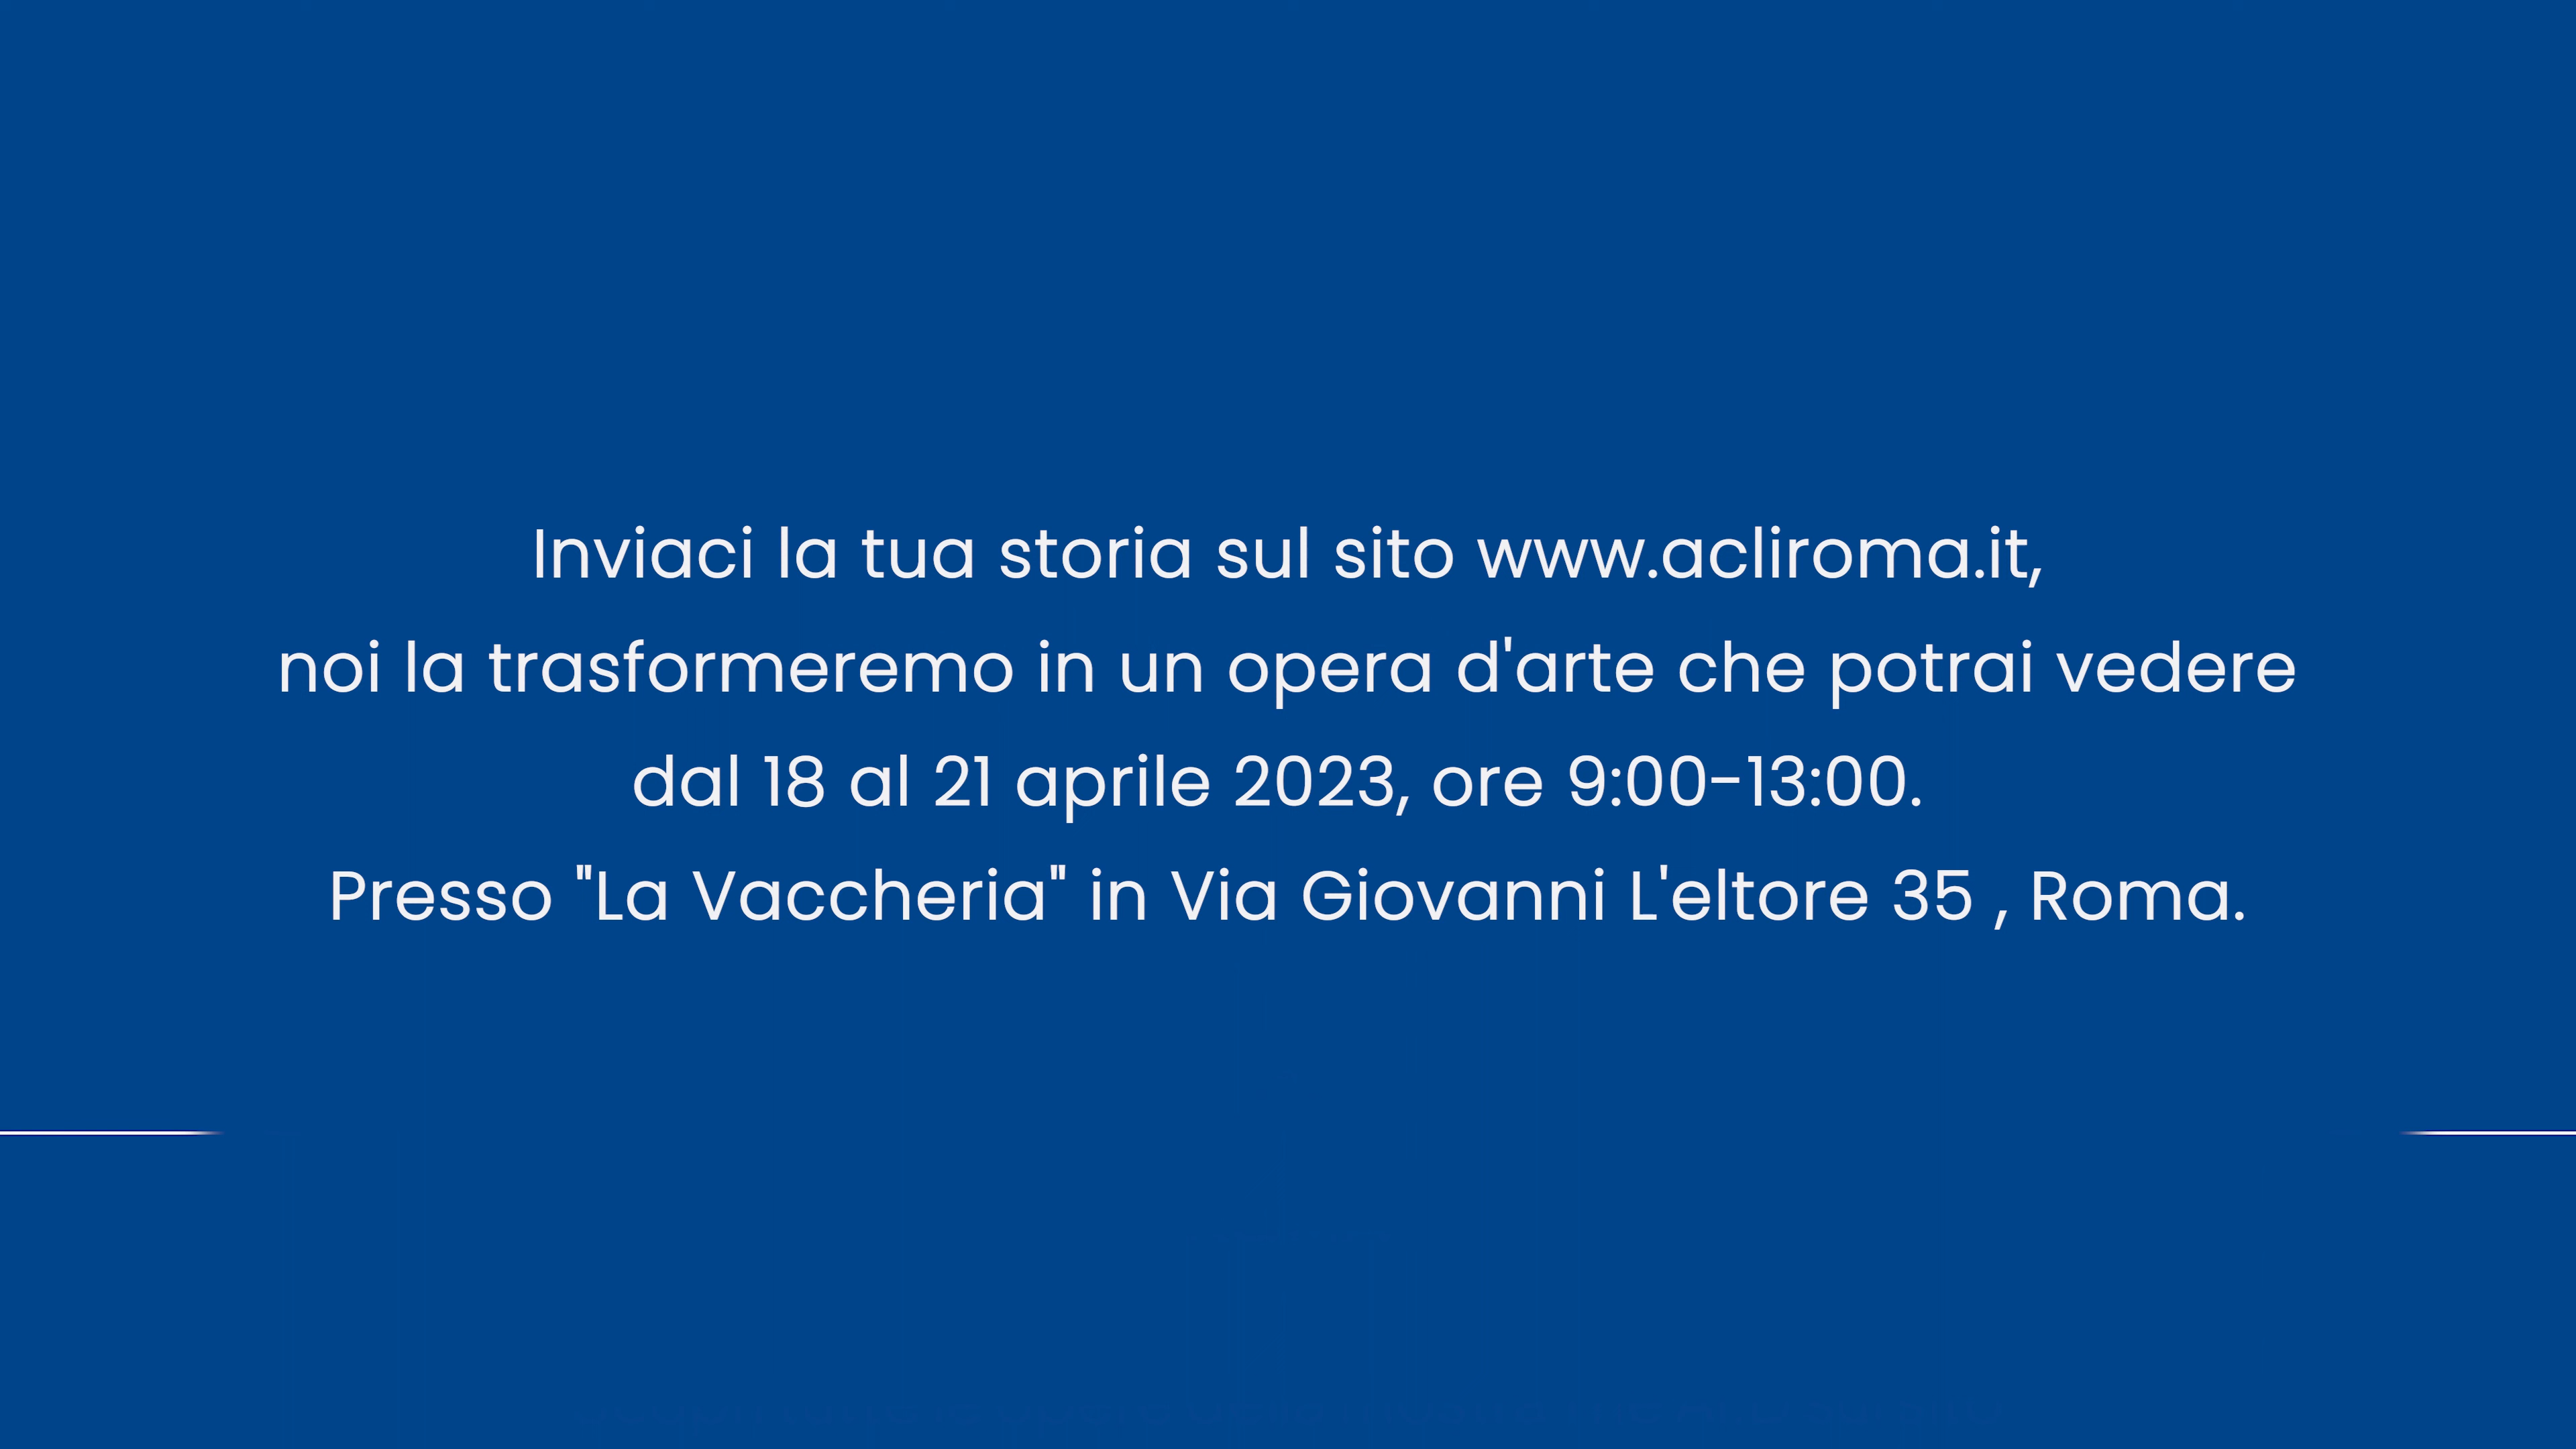 Inviaci la tua storia sul sito www.acliroma.it,
noi la trasformeremo in un opera d'arte che potrai vedere
dal 18 al 21 aprile 2023, ore 9:00-13:00.
Presso "La Vaccheria" in Via Giovanni L'eltore 35 , Roma.